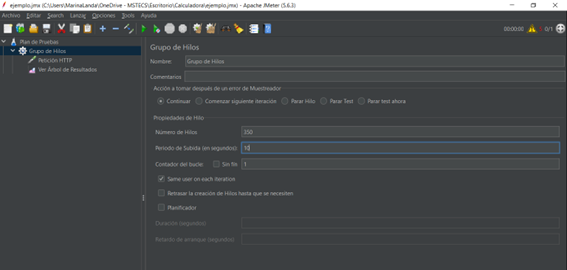 ejemplo.jmx (C:\Users\MarinaLanda\OneDrive - MSTECS\Escritorio\Calculadora\ejemplo.jmx) - Apache JMeter (5.6.3)
Archivo Editar Search Lanzar Opciones Tools Ayuda
00:00:00 1 0/1
Plan de Pruebas
Grupo de Hilos
Petición HTTP
Ver Árbol de Resultados
Grupo de Hilos
Nombre: Grupo de Hilos
Comentarios
Acción a tomar después de un error de Muestreador
Continuar Comenzar siguiente iteración Parar Hilo Parar Test Parar test ahora
Propiedades de Hilo
Número de Hilos 350
Periodo de Subida (en segundos) 10
Contador del bucle: Sin fin 1
Same user on each iteration
Retrasar la creación de Hilos hasta que se necesiten
Planificador
Duración (segundos)
Retardo de arranque (segundos)